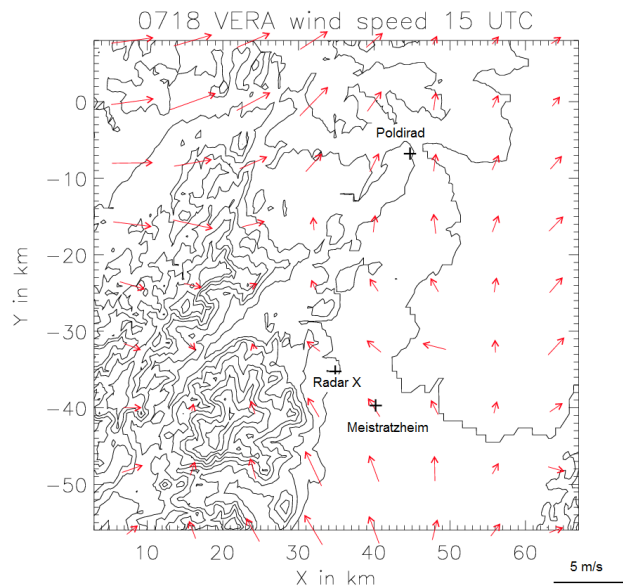 0718 VERA wind speed 15 UTC
0
Poldirad
-10
-20
Y in km
-30
Radar X
-40
Meistratzheim
-50
10 20 30 40 50 60
X in km
5 m/s